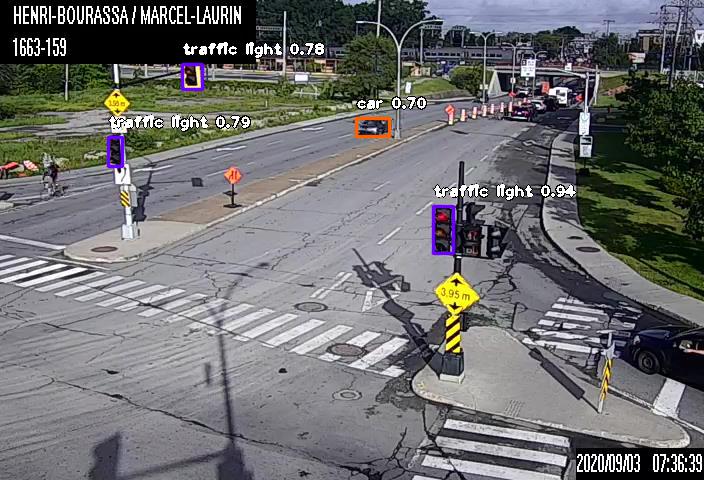 HENRI-BOURASSA / MARCEL-LAURIN
1663-159
traffic light 0.78
car 0.70
traffic light 0.79
traffic light 0.94
3.95 m
2020/09/03 07:36:39